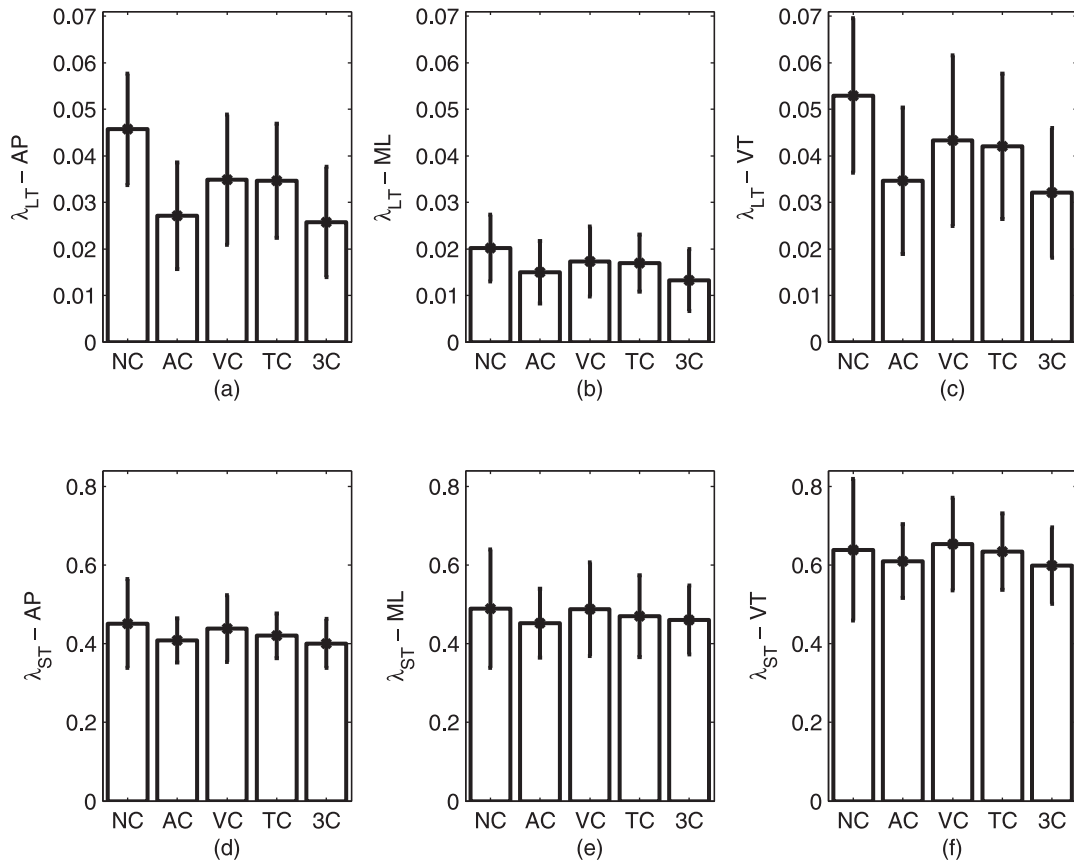 λLT – AP
0.07
0.06
0.05
0.04
0.03
0.02
0.01
0
NC AC VC TC 3C
(a)
λLT – ML
0.07
0.06
0.05
0.04
0.03
0.02
0.01
0
NC AC VC TC 3C
(b)
λLT – VT
0.07
0.06
0.05
0.04
0.03
0.02
0.01
0
NC AC VC TC 3C
(c)
λST – AP
0.8
0.6
0.4
0.2
0
NC AC VC TC 3C
(d)
λST – ML
0.8
0.6
0.4
0.2
0
NC AC VC TC 3C
(e)
λST – VT
0.8
0.6
0.4
0.2
0
NC AC VC TC 3C
(f)